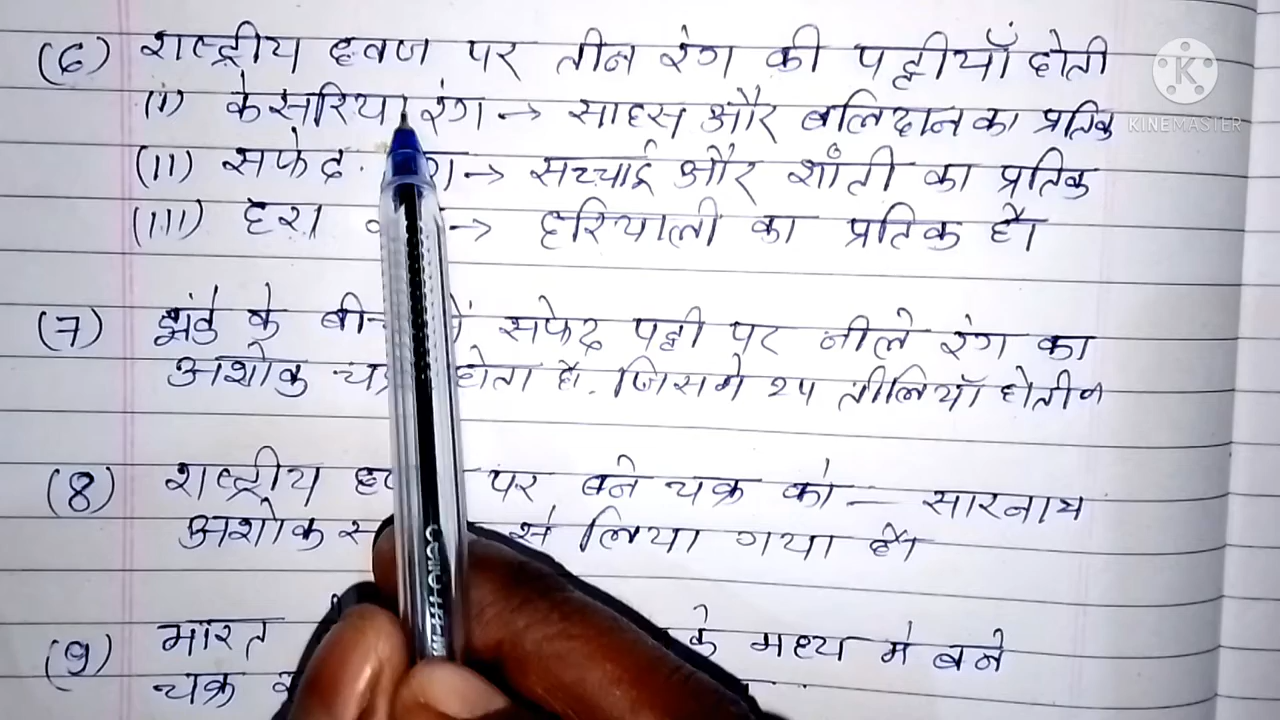 (6) राष्ट्रीय ध्वज पर तीन रंग की पट्टीयाँ होती
(i) केसरिया रंग → साहस और बलिदान का प्रतिक
(ii) सफेद → सच्चाई और शाँती का प्रतिक
(iii) हरा → हरियाली का प्रतिक है।
(7) झंडे के सफेद पट्टी पर नीले रंग का
अशोक होता है. जिसमे 24 तीलियाँ होती
(8) राष्ट्रीय पर बने चक्र को – सारनाथ
अशोक से लिया गया है।
(9) भारत के मध्य मे बने
चक्र
KINEMASTER